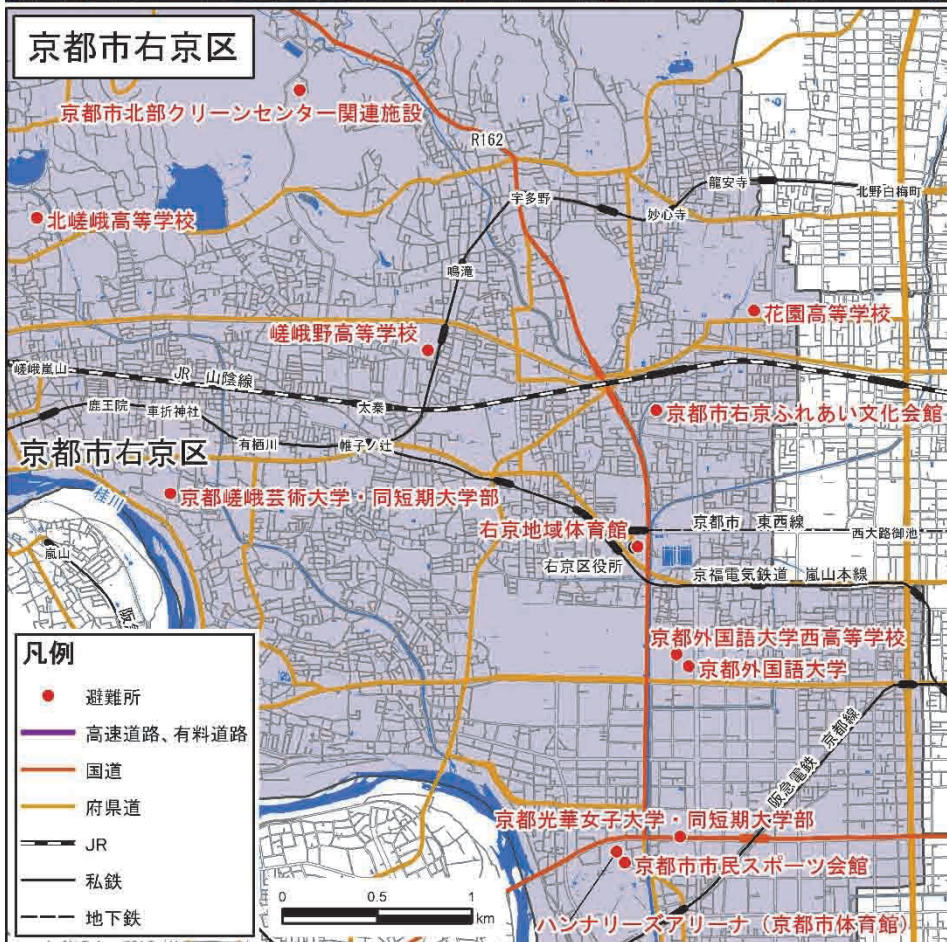 京都市右京区
京都市北部クリーンセンター関連施設
R162
龍安寺
北野白梅町
宇多野
妙心寺
北嵯峨高等学校
鳴滝
花園高等学校
嵯峨野高等学校
嵯峨嵐山
JR 山陰線
鹿王院
車折神社
太秦
京都市右京ふれあい文化会館
有栖川
帷子ノ辻
京都市右京区
桂川
京都嵯峨芸術大学・同短期大学部
嵐山
右京地域体育館
京都市 東西線
西大路御池
右京区役所
京福電気鉄道 嵐山本線
京都外国語大学西高等学校
京都外国語大学
阪急電鉄 京都線
京都光華女子大学・同短期大学部
京都市市民スポーツ会館
ハンナリーズアリーナ（京都市体育館）
凡例
避難所
高速道路、有料道路
国道
府県道
JR
私鉄
地下鉄
0 0.5 1
km